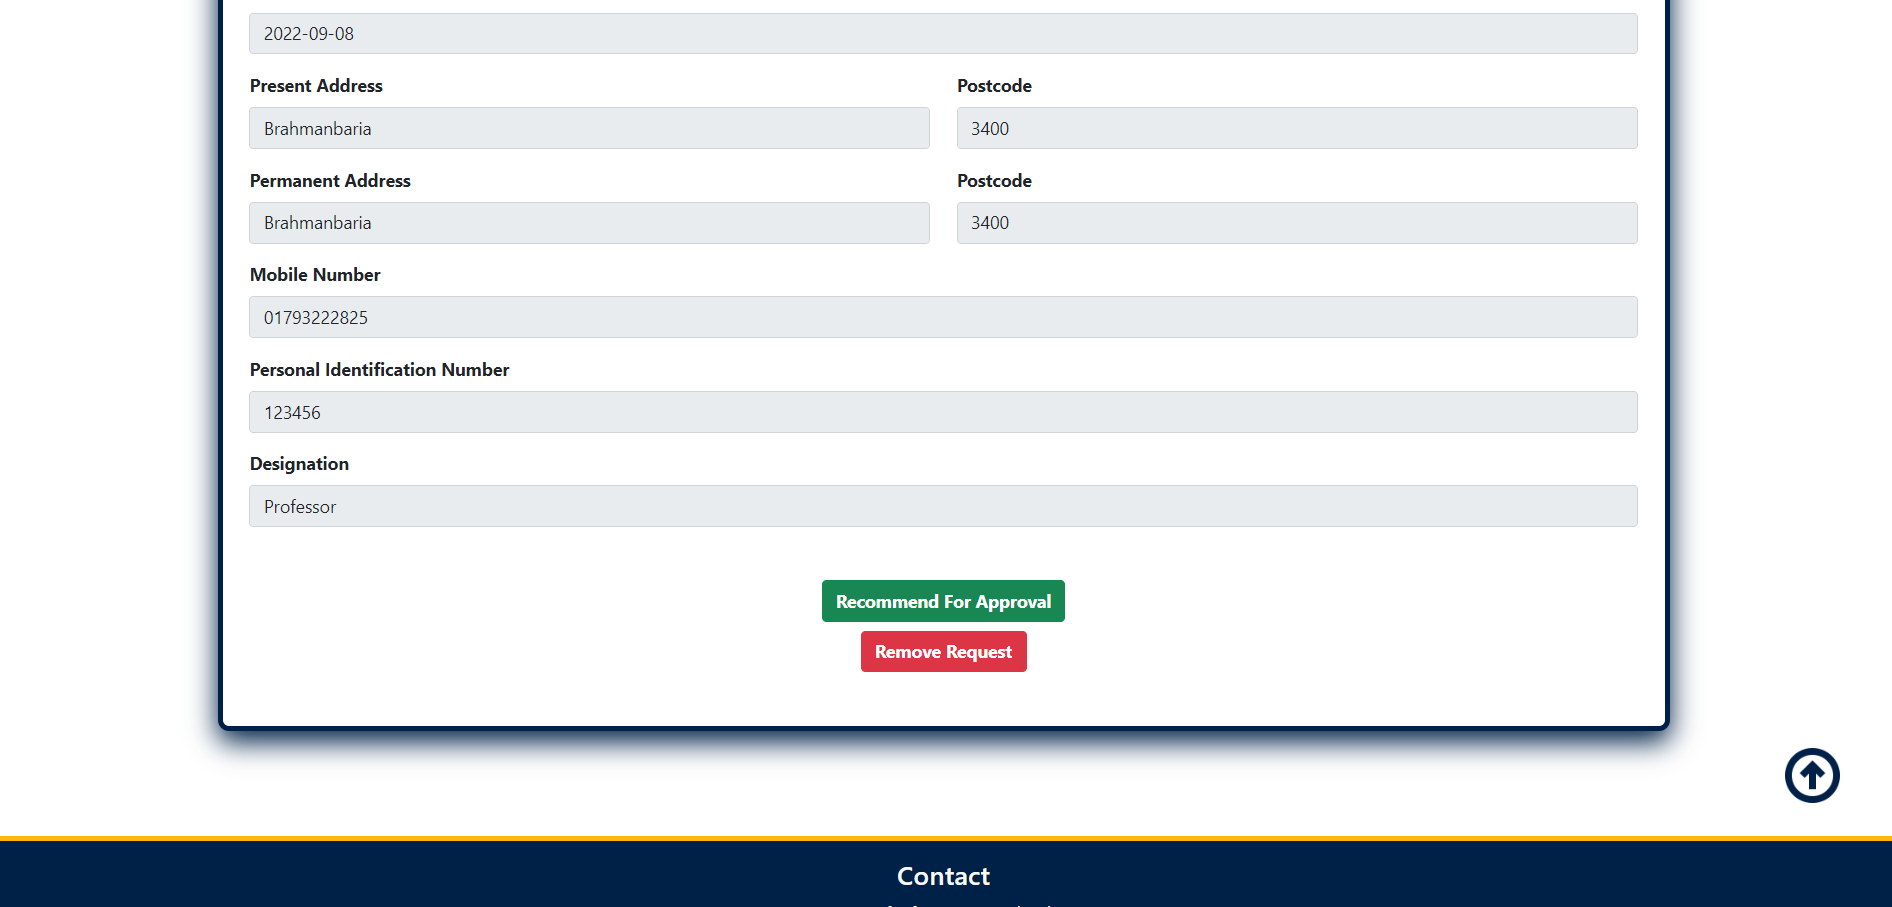 2022-09-08
Present Address
Postcode
Brahmanbaria
3400
Permanent Address
Postcode
Brahmanbaria
3400
Mobile Number
01793222825
Personal Identification Number
123456
Designation
Professor
Recommend For Approval
Remove Request
Contact